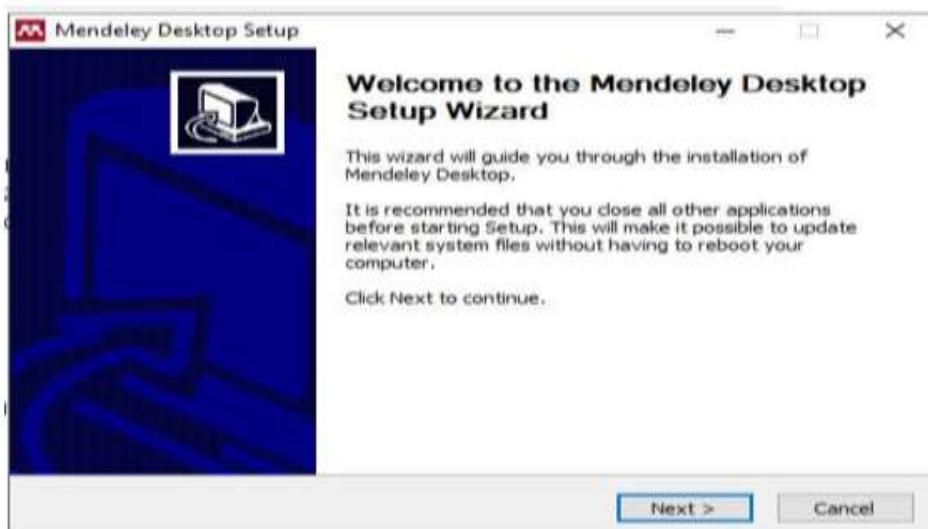 Mendeley Desktop Setup
Welcome to the Mendeley Desktop
Setup Wizard
This wizard will guide you through the installation of
Mendeley Desktop.
It is recommended that you close all other applications
before starting Setup. This will make it possible to update
relevant system files without having to reboot your
computer.
Click Next to continue.
Next >
Cancel